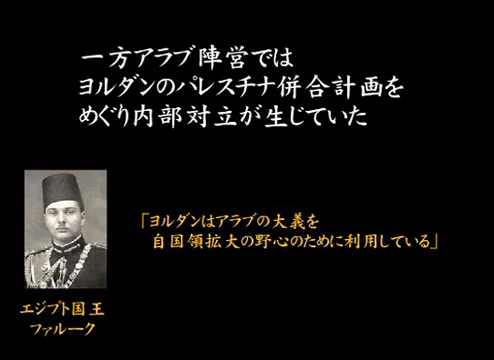 一方アラブ陣営では
ヨルダンのパレスチナ併合計画を
めぐり内部対立が生じていた
「ヨルダンはアラブの大義を
自国領拡大の野心のために利用している」
エジプト国王
ファルーク